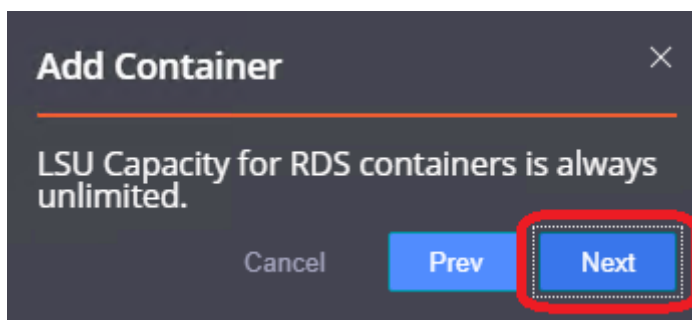 Add Container
LSU Capacity for RDS containers is always
unlimited.
Cancel Prev Next